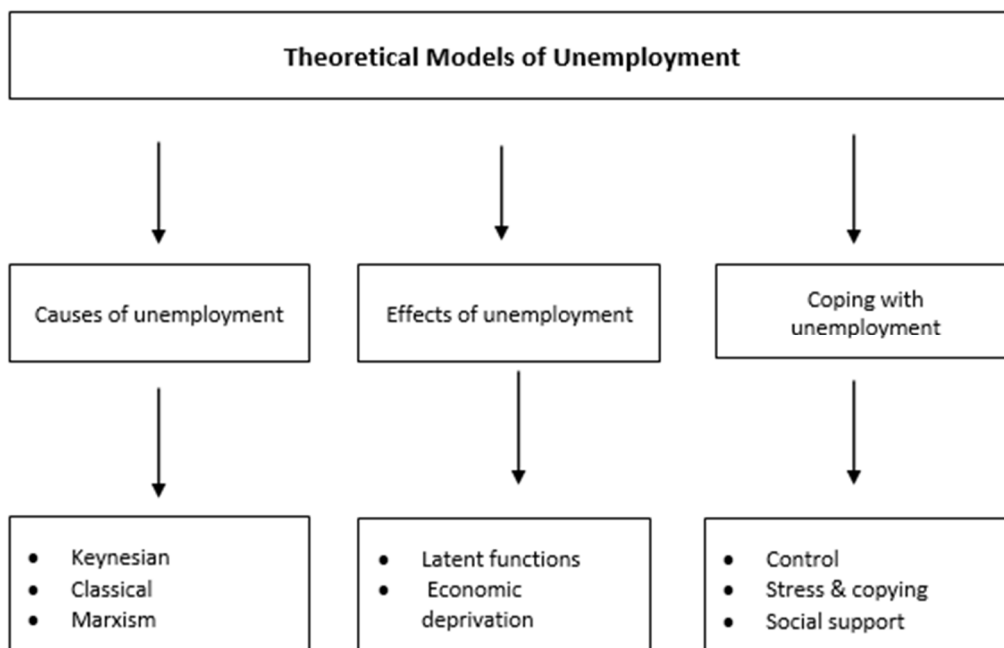 Theoretical Models of Unemployment
Causes of unemployment
Effects of unemployment
Coping with
unemployment
• Keynesian
• Classical
• Marxism
• Latent functions
• Economic
deprivation
• Control
• Stress & copying
• Social support